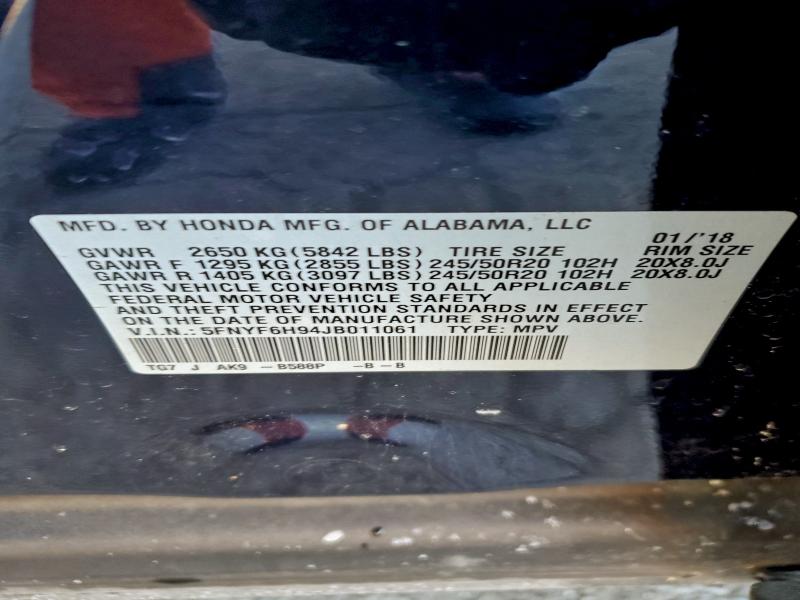 MFD. BY HONDA MFG. OF ALABAMA, LLC 01/'18
GVWR 2650 KG (5842 LBS) TIRE SIZE RIM SIZE
GAWR F 1295 KG (2855 LBS) 245/50R20 102H 20X8.0J
GAWR R 1405 KG (3097 LBS) 245/50R20 102H 20X8.0J
THIS VEHICLE CONFORMS TO ALL APPLICABLE
FEDERAL MOTOR VEHICLE SAFETY
AND THEFT PREVENTION STANDARDS IN EFFECT
ON THE DATE OF MANUFACTURE SHOWN ABOVE.
V.I.N.: 5FNYF6H94JB011061 TYPE: MPV
TG7 J AK9 -B588P -B-B